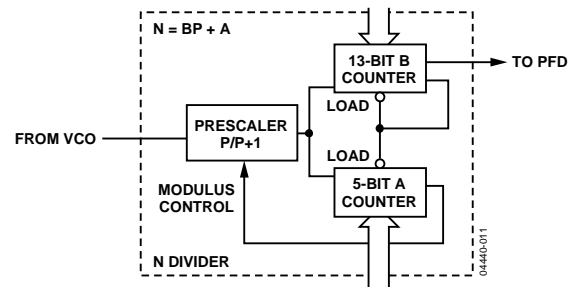 N = BP + A
13-BIT B
COUNTER
TO PFD
LOAD
PRESCALER
P/P+1
FROM VCO
LOAD
MODULUS
CONTROL
5-BIT A
COUNTER
N DIVIDER
04440-011